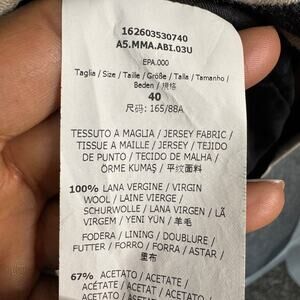 162603530740
A5.MMA.ABI.03U
EPA.000
Taglia / Size / Taille / Größe / Talla / Tamanho /
Beden / 规格
40
尺码: 165/88A
TESSUTO A MAGLIA / JERSEY FABRIC /
TISSUE A MAILLE / JERSEY / TEJIDO
DE PUNTO / TECIDO DE MALHA /
ÖRME KUMAŞ / 平纹面料
100% LANA VERGINE / VIRGIN
WOOL / LAINE VIERGE /
SCHURWOLLE / LANA VIRGEN / LÃ
VIRGEM / YENI YÜN / 羊毛
FODERA / LINING / DOUBLURE /
FUTTER / FORRO / FORRA / ASTAR /
里布
67% ACETATO / ACETATE /
ACÉTATE / ACETAT / ACETATO /